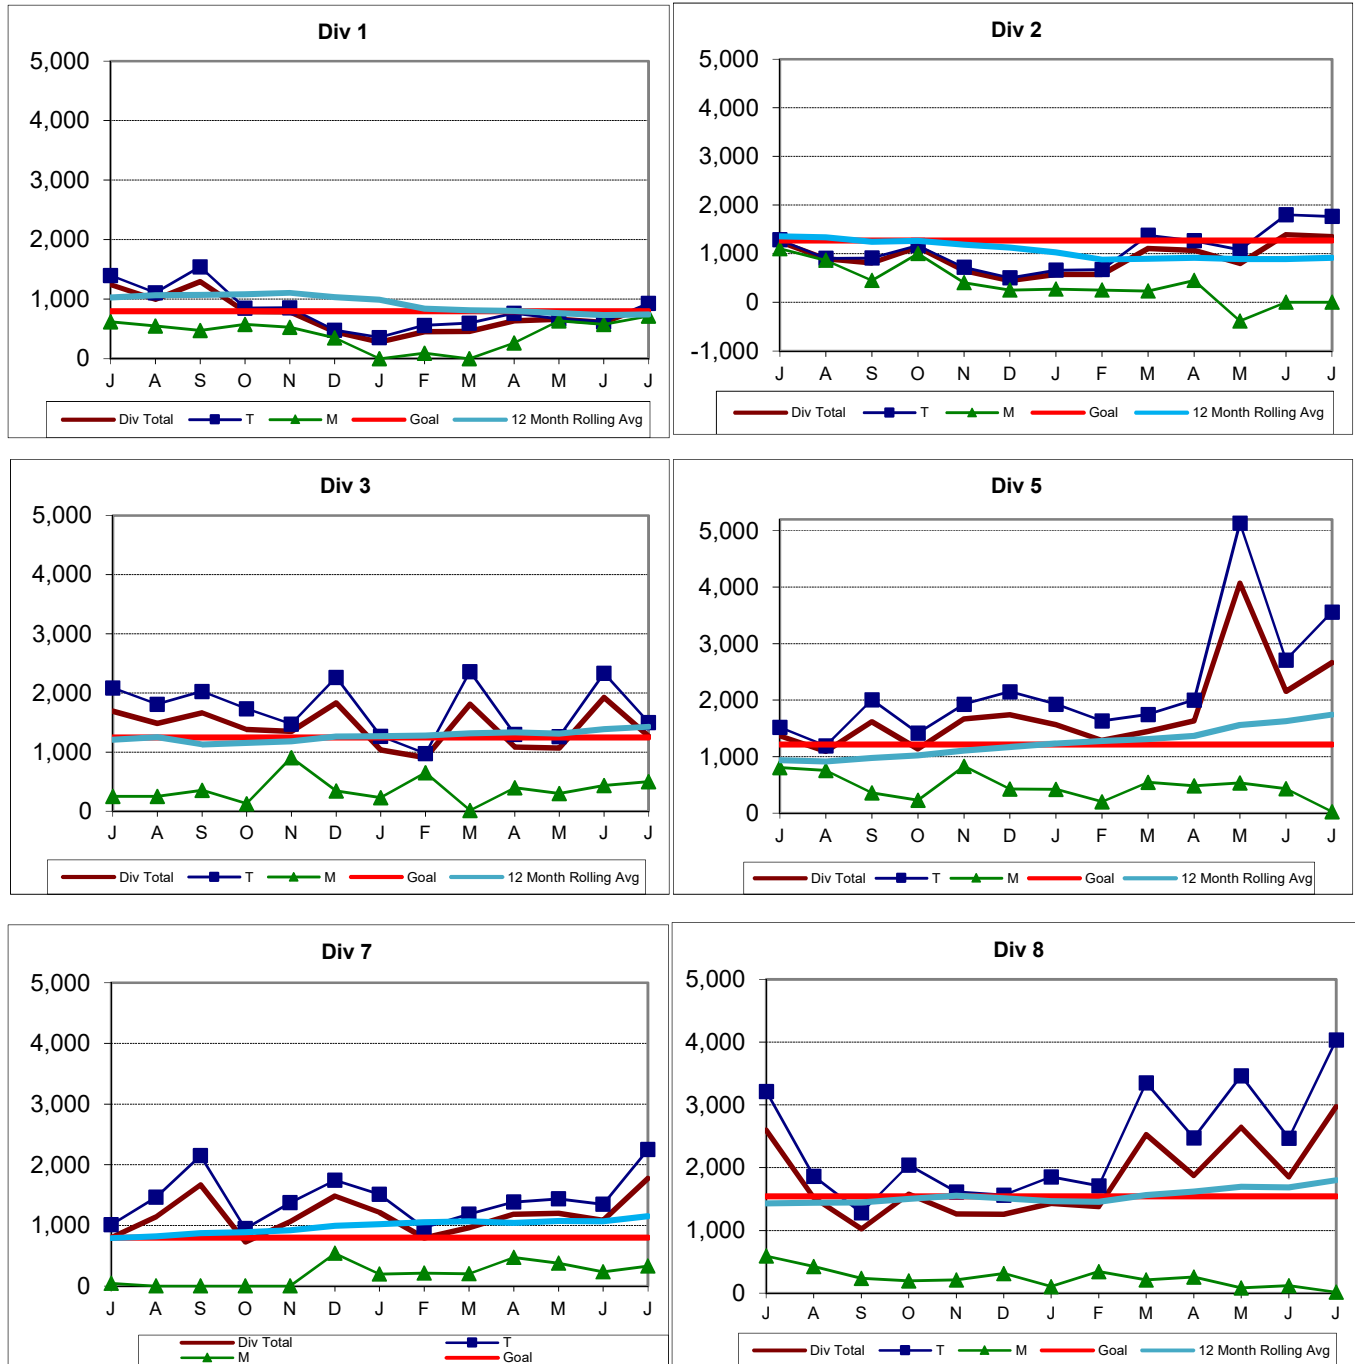 Div 1
5,000
4,000
3,000
2,000
1,000
0
J A S O N D J F M A M J J
Div Total T M Goal 12 Month Rolling Avg
Div 2
5,000
4,000
3,000
2,000
1,000
0
-1,000
J A S O N D J F M A M J J
Div Total T M Goal 12 Month Rolling Avg
Div 3
5,000
4,000
3,000
2,000
1,000
0
J A S O N D J F M A M J J
Div Total T M Goal 12 Month Rolling Avg
Div 5
5,000
4,000
3,000
2,000
1,000
0
J A S O N D J F M A M J J
Div Total T M Goal 12 Month Rolling Avg
Div 7
5,000
4,000
3,000
2,000
1,000
0
J A S O N D J F M A M J J
Div Total T
M Goal
Div 8
5,000
4,000
3,000
2,000
1,000
0
J A S O N D J F M A M J J
Div Total T M Goal 12 Month Rolling Avg